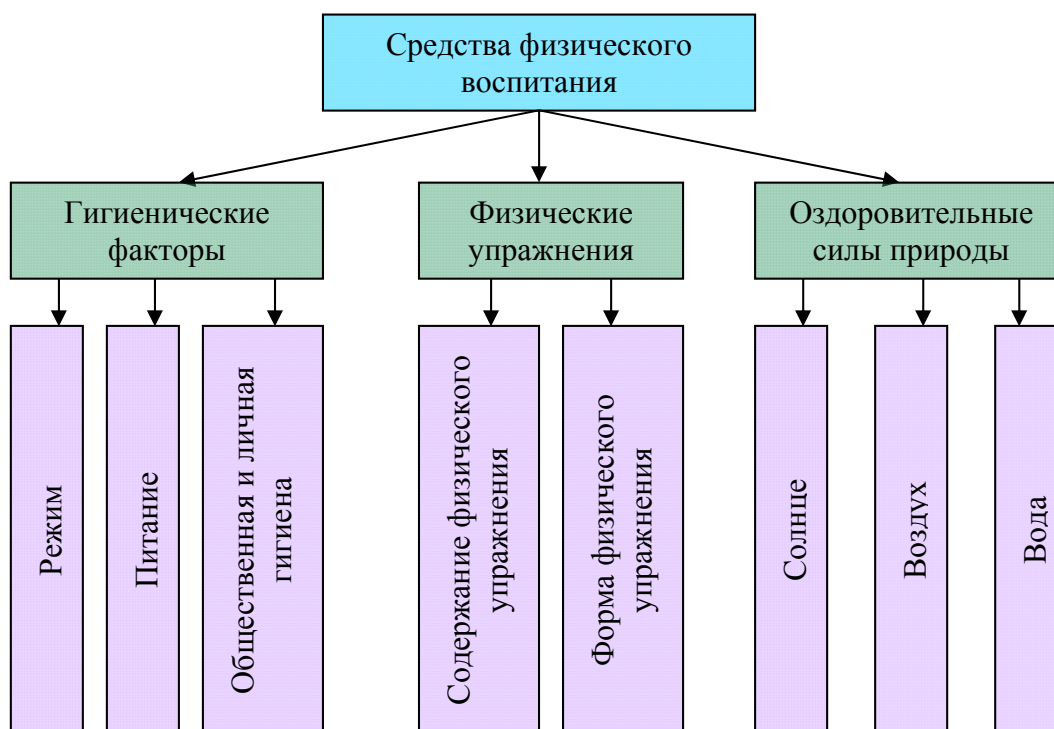 Средства физического
воспитания
Гигиенические
факторы
Физические
упражнения
Оздоровительные
силы природы
Режим
Питание
Общественная и личная
гигиена
Содержание физического
упражнения
Форма физического
упражнения
Солнце
Воздух
Вода